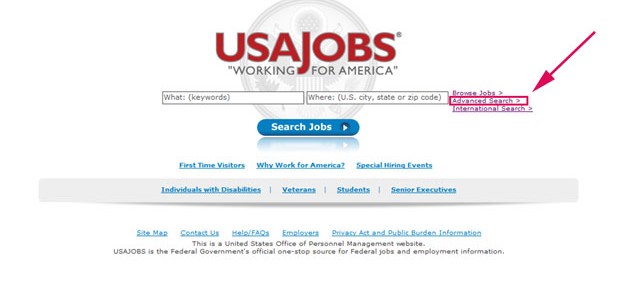 USAJOBS®
"WORKING FOR AMERICA"
What: (keywords) Where: (U.S. city, state or zip code) Browse Jobs >
Advanced Search >
International Search >
Search Jobs
First Time Visitors Why Work for America? Special Hiring Events
Individuals with Disabilities | Veterans | Students | Senior Executives
Site Map Contact Us Help/FAQs Employers Privacy Act and Public Burden Information
This is a United States Office of Personnel Management website.
USAJOBS is the Federal Government's official one-stop source for Federal jobs and employment information.